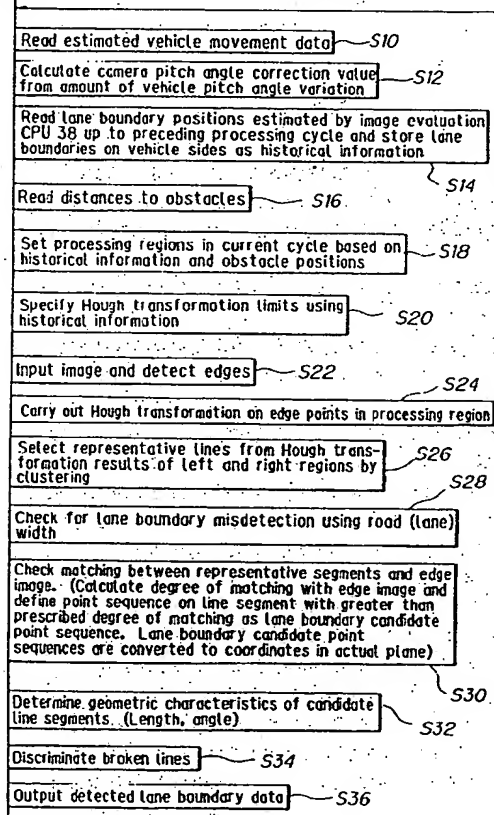 Read estimated vehicle movement data
S10
Calculate camera pitch angle correction value
from amount of vehicle pitch angle variation
S12
Read lane boundary positions estimated by image evaluation
CPU 38 up to preceding processing cycle and store lane
boundaries on vehicle sides as historical information
S14
Read distances to obstacles
S16
Set processing regions in current cycle based on
historical information and obstacle positions
S18
Specify Hough transformation limits using
historical information
S20
Input image and detect edges
S22
S24
Carry out Hough transformation on edge points in processing region
Select representative lines from Hough trans-
formation results of left and right regions by
clustering
S26
S28
Check for lane boundary misdetection using road (lane)
width
Check matching between representative segments and edge
image. (Calculate degree of matching with edge image and
define point sequence on line segment with greater than
prescribed degree of matching as lane boundary candidate
point sequence. Lane boundary candidate point
sequences are converted to coordinates in actual plane)
S30
Determine geometric characteristics of candidate
line segments (Length, angle)
S32
Discriminate broken lines
S34
Output detected lane boundary data
S36